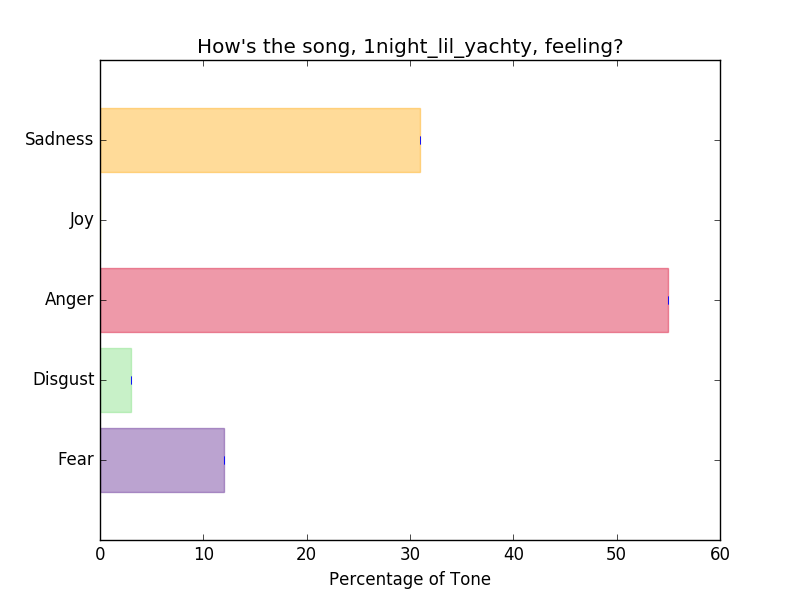 How's the song, 1night_lil_yachty, feeling?
Sadness
Joy
Anger
Disgust
Fear
0 10 20 30 40 50 60
Percentage of Tone